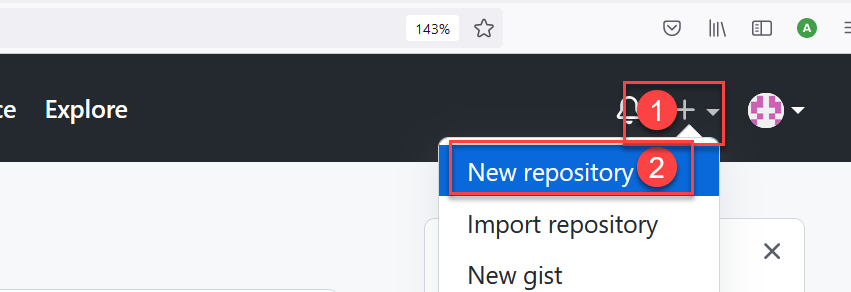 143%
A
ce Explore
1
New repository 2
Import repository
New gist